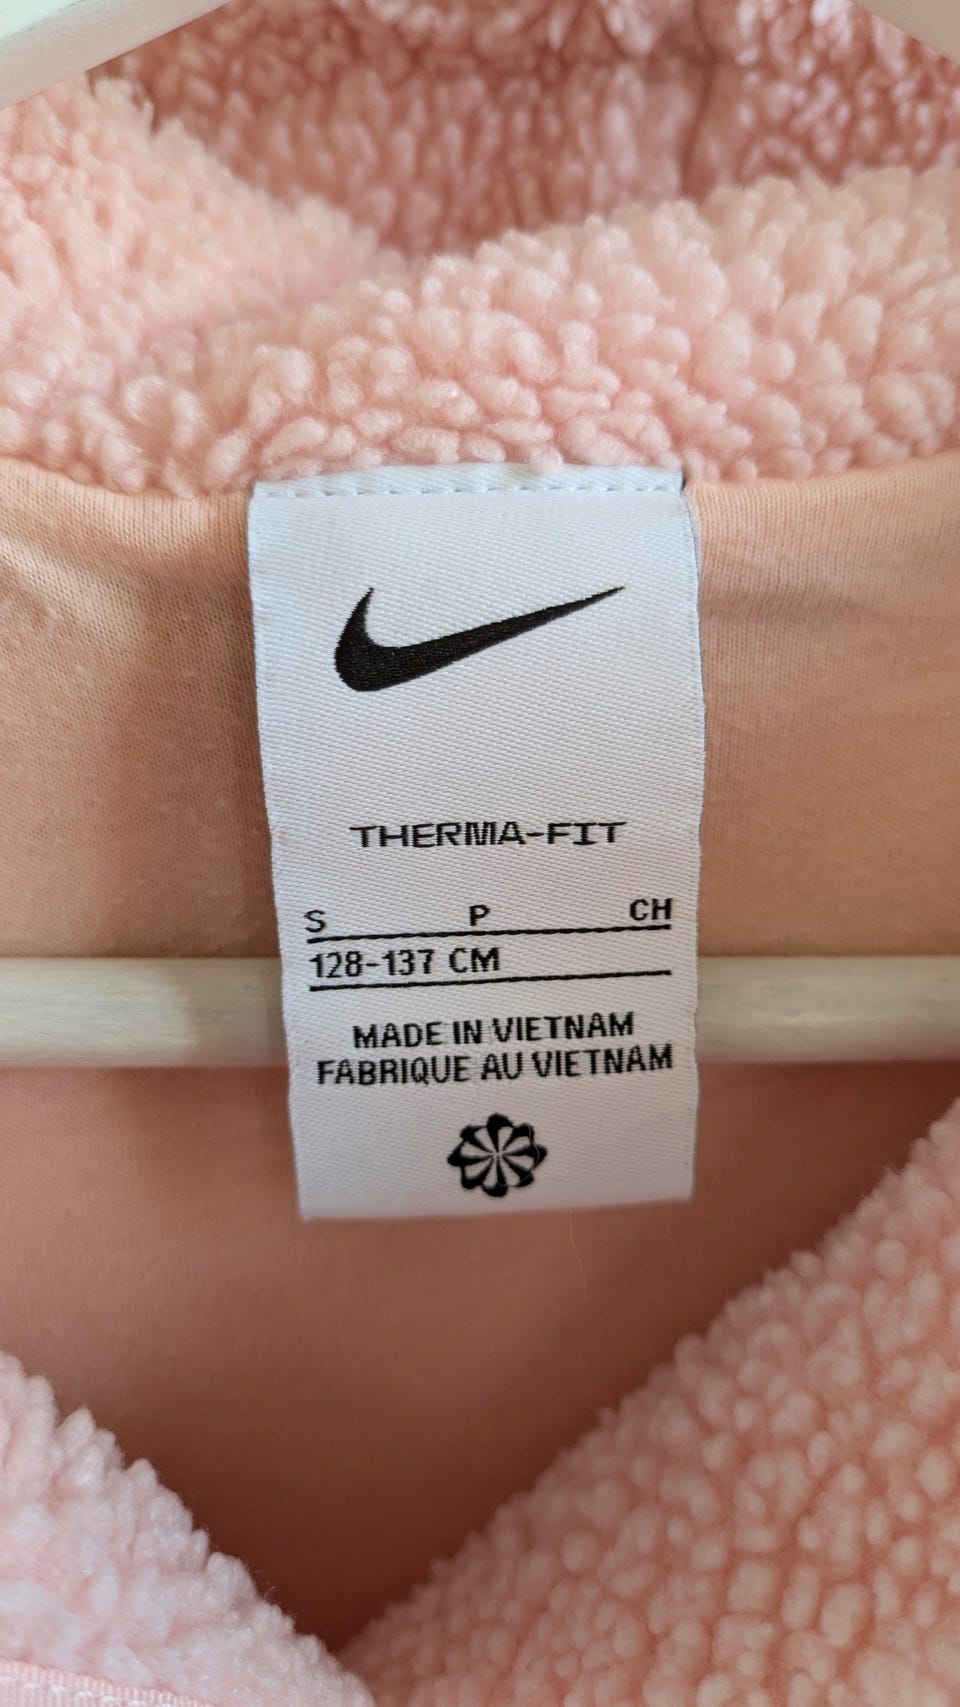 THERMA-FIT
S P CH
128-137 CM
MADE IN VIETNAM
FABRIQUE AU VIETNAM